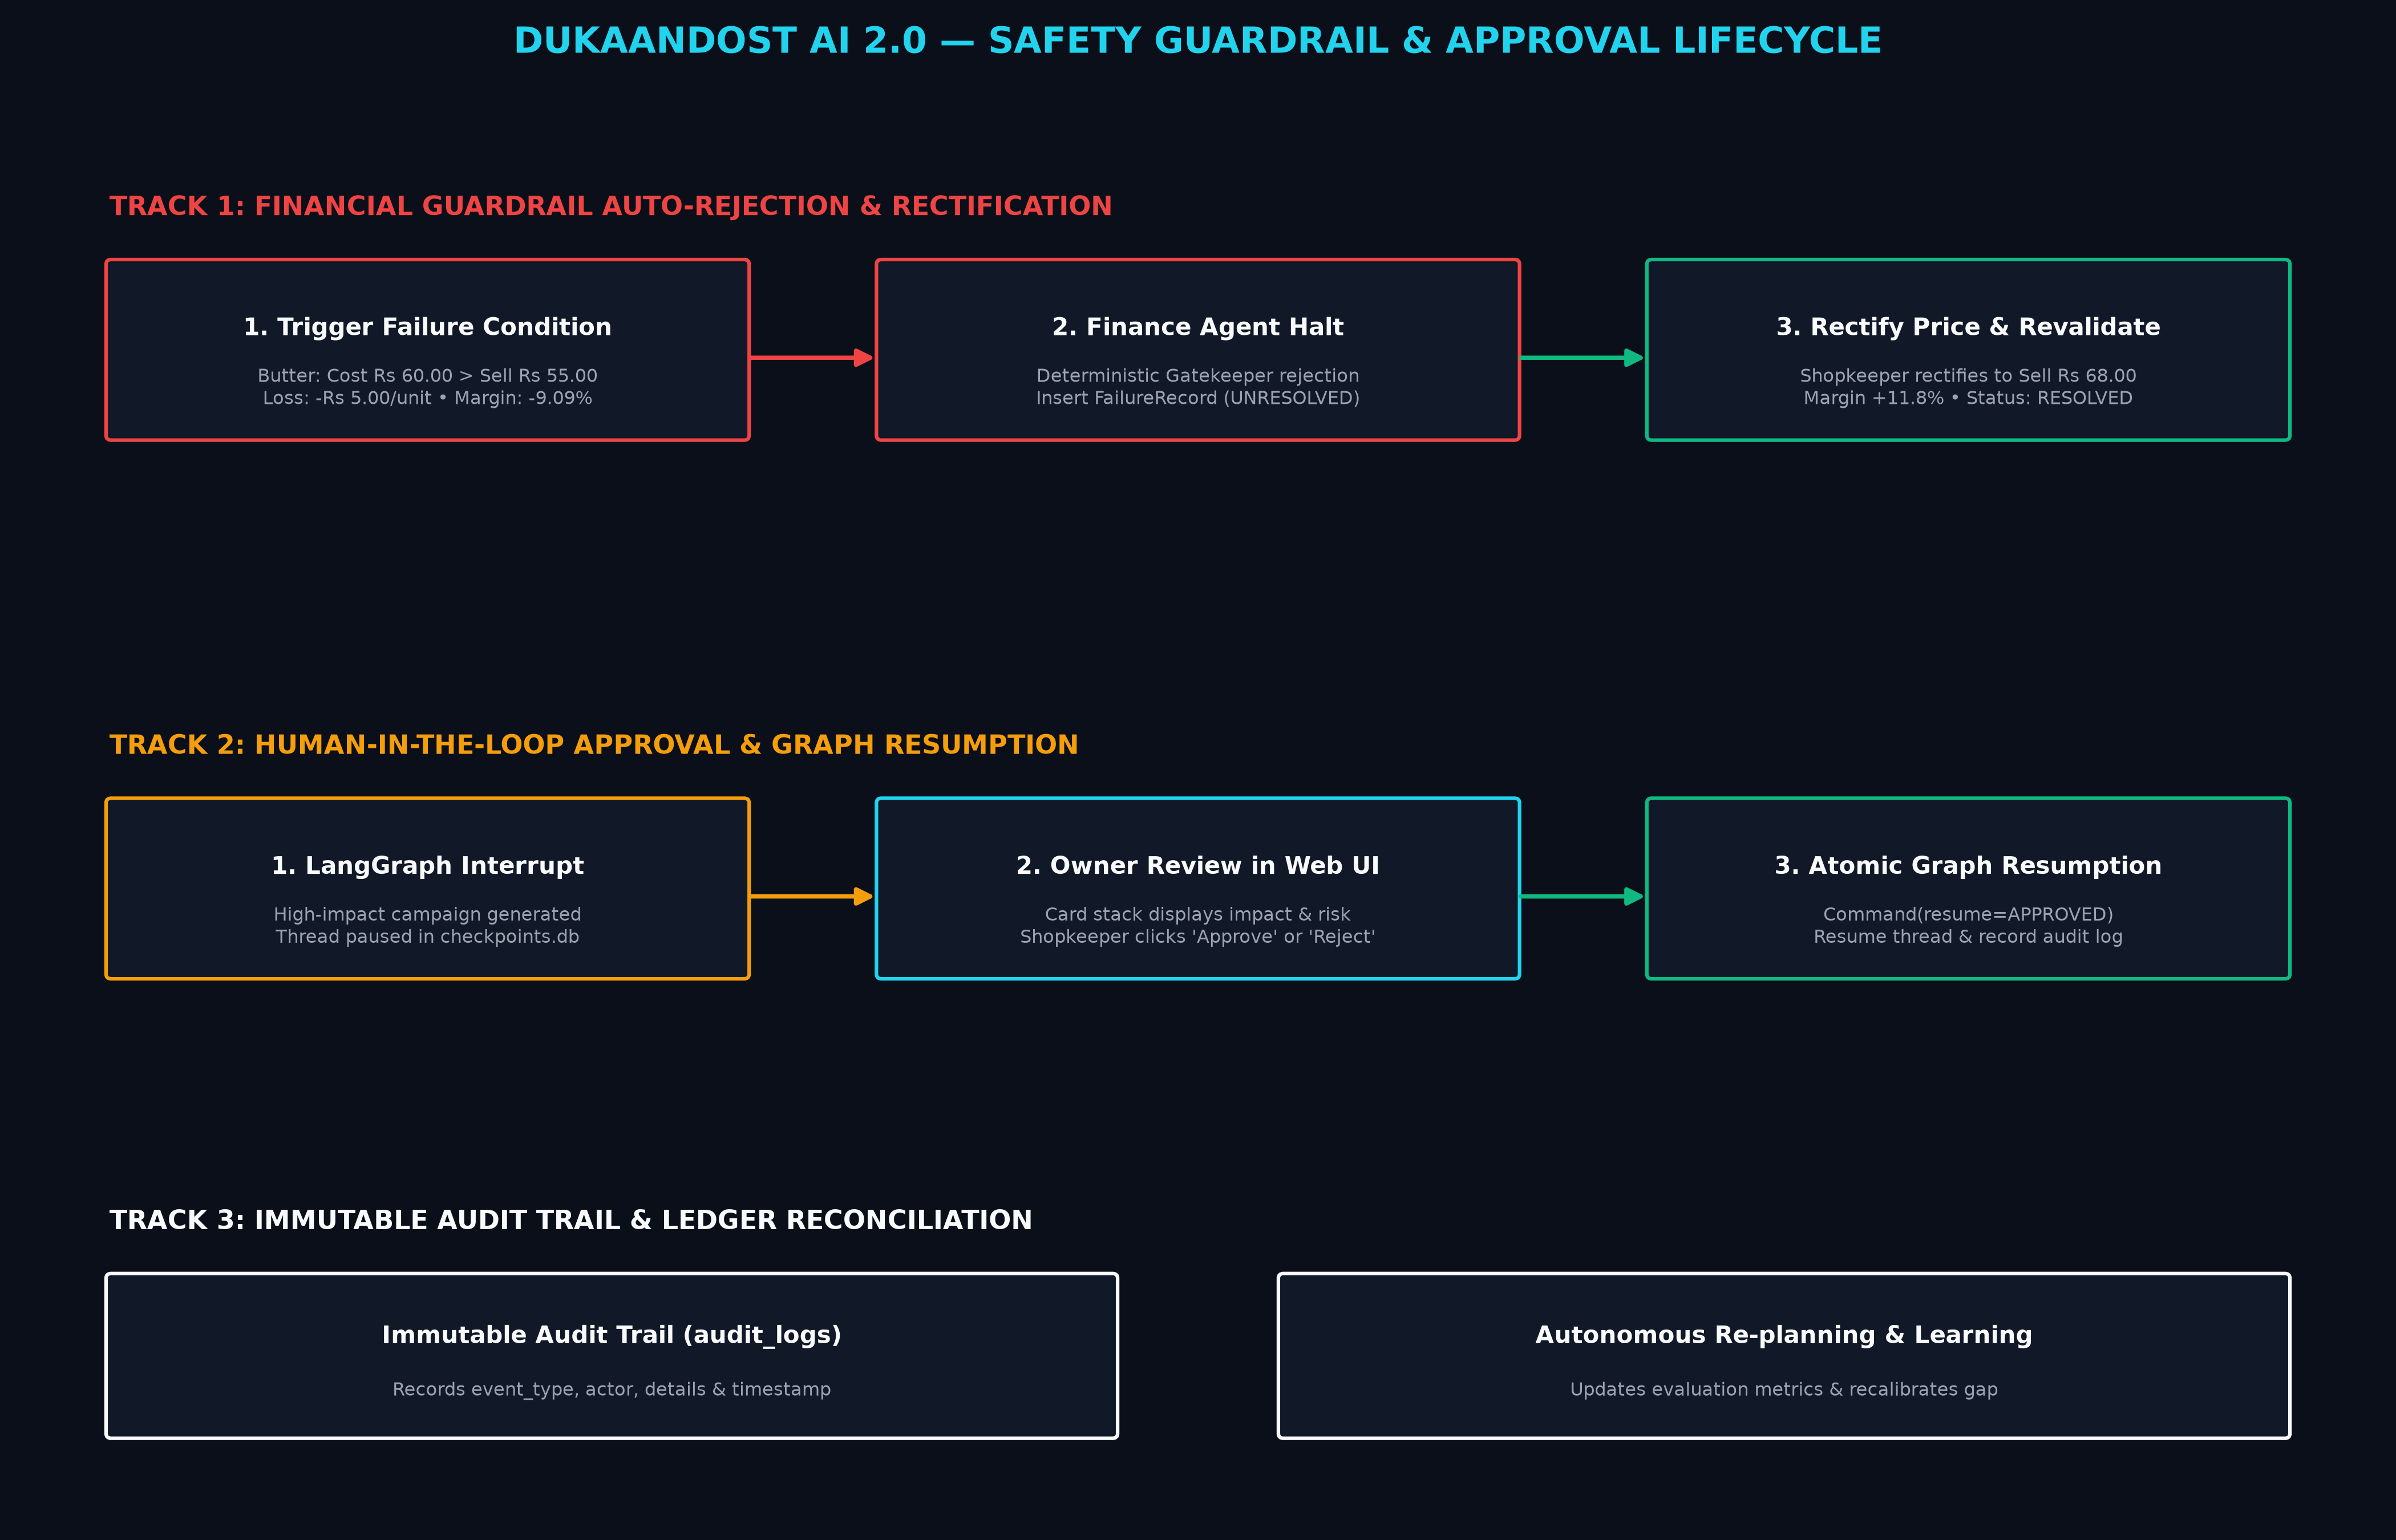 DUKAANDOST AI 2.0 — SAFETY GUARDRAIL & APPROVAL LIFECYCLE
TRACK 1: FINANCIAL GUARDRAIL AUTO-REJECTION & RECTIFICATION
1. Trigger Failure Condition
Butter: Cost Rs 60.00 > Sell Rs 55.00
Loss: -Rs 5.00/unit • Margin: -9.09%
2. Finance Agent Halt
Deterministic Gatekeeper rejection
Insert FailureRecord (UNRESOLVED)
3. Rectify Price & Revalidate
Shopkeeper rectifies to Sell Rs 68.00
Margin +11.8% • Status: RESOLVED
TRACK 2: HUMAN-IN-THE-LOOP APPROVAL & GRAPH RESUMPTION
1. LangGraph Interrupt
High-impact campaign generated
Thread paused in checkpoints.db
2. Owner Review in Web UI
Card stack displays impact & risk
Shopkeeper clicks 'Approve' or 'Reject'
3. Atomic Graph Resumption
Command(resume=APPROVED)
Resume thread & record audit log
TRACK 3: IMMUTABLE AUDIT TRAIL & LEDGER RECONCILIATION
Immutable Audit Trail (audit_logs)
Records event_type, actor, details & timestamp
Autonomous Re-planning & Learning
Updates evaluation metrics & recalibrates gap